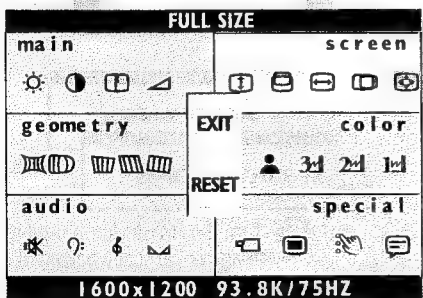 FULL SIZE
main
screen
geometry
EXIT
color
RESET
audio
special
1600x1200 93.8K/75HZ